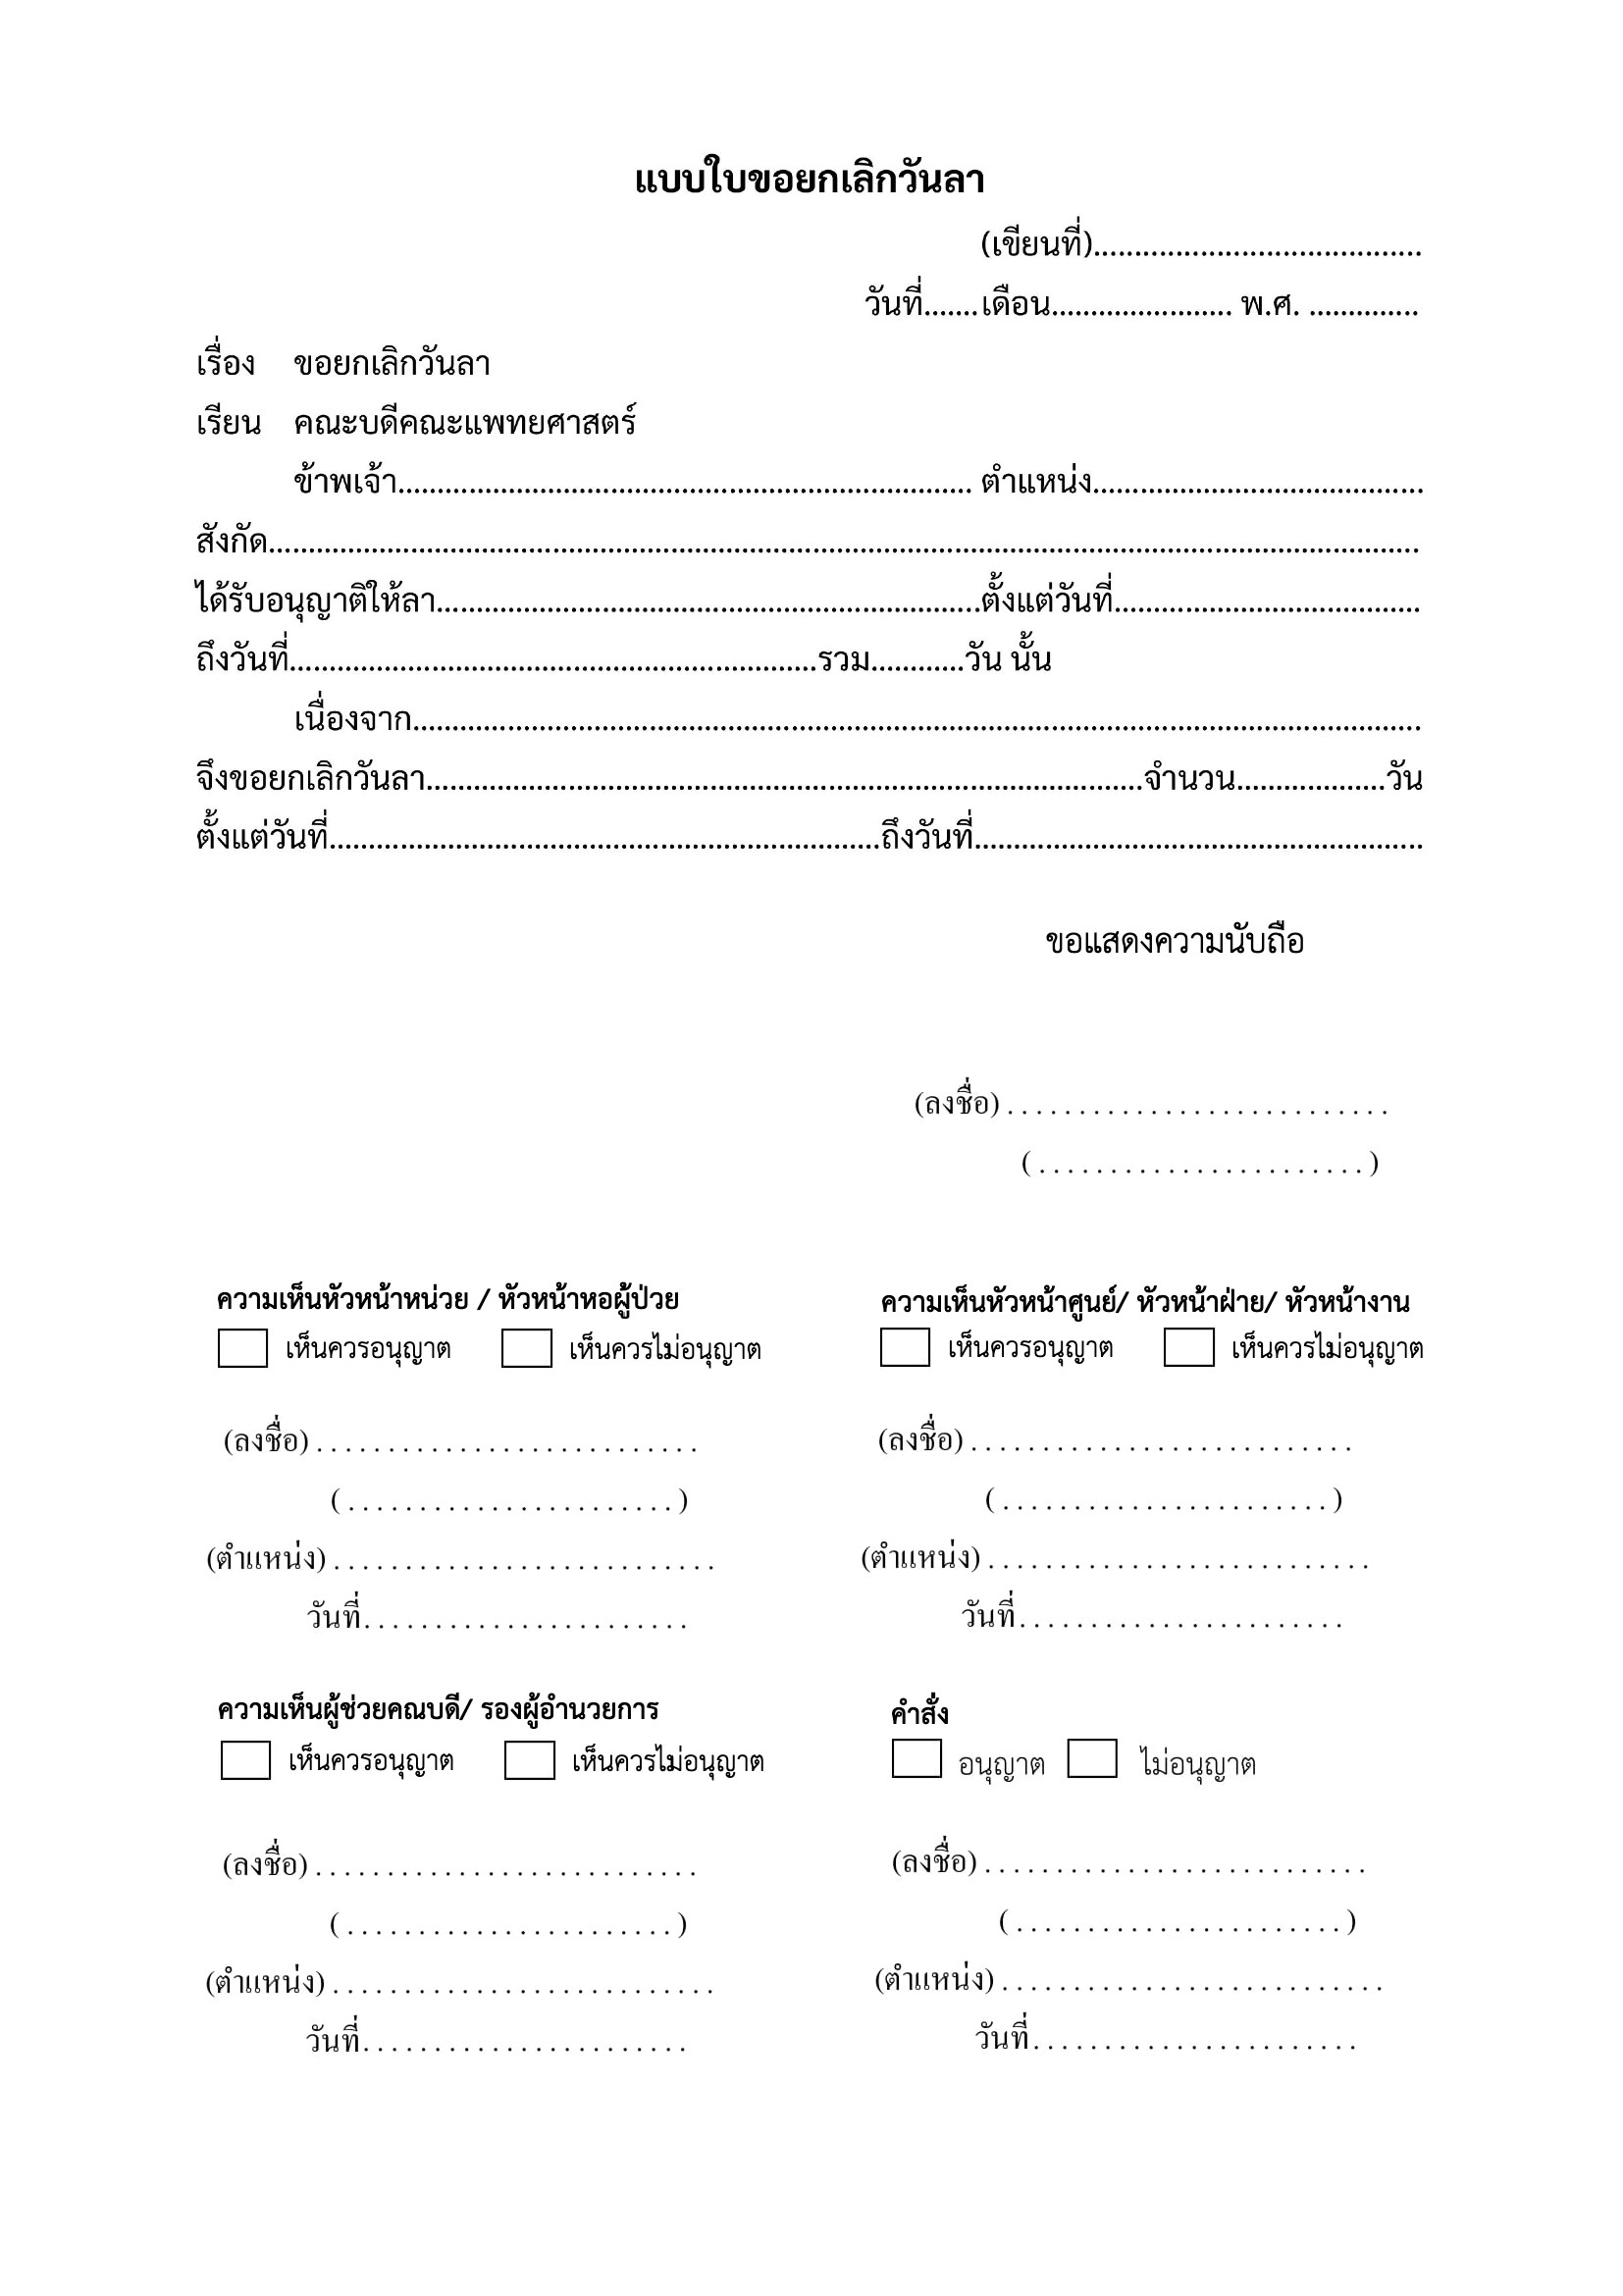 แบบใบขอยกเลิกวันลา
(เขียนที่)........................................
วันที่.......เดือน....................... พ.ศ. ..............
เรื่อง ขอยกเลิกวันลา
เรียน คณะบดีคณะแพทยศาสตร์
ข้าพเจ้า......................................................................... ตำแหน่ง..........................................
สังกัด..................................................................................................................................................
ได้รับอนุญาติให้ลา.....................................................................ตั้งแต่วันที่.......................................
ถึงวันที่...................................................................รวม............วัน นั้น
เนื่องจาก................................................................................................................................
จึงขอยกเลิกวันลา...........................................................................................จำนวน...................วัน
ตั้งแต่วันที่......................................................................ถึงวันที่.........................................................
ขอแสดงความนับถือ
(ลงชื่อ) . . . . . . . . . . . . . . . . . . . . . . . . . . .
( . . . . . . . . . . . . . . . . . . . . . . . )
ความเห็นหัวหน้าหน่วย / หัวหน้าหอผู้ป่วย
เห็นควรอนุญาต เห็นควรไม่อนุญาต
(ลงชื่อ) . . . . . . . . . . . . . . . . . . . . . . . . . . .
( . . . . . . . . . . . . . . . . . . . . . . . )
(ตำแหน่ง) . . . . . . . . . . . . . . . . . . . . . . . . . . .
วันที่. . . . . . . . . . . . . . . . . . . . . . .
ความเห็นหัวหน้าศูนย์/ หัวหน้าฝ่าย/ หัวหน้างาน
เห็นควรอนุญาต เห็นควรไม่อนุญาต
(ลงชื่อ) . . . . . . . . . . . . . . . . . . . . . . . . . . .
( . . . . . . . . . . . . . . . . . . . . . . . )
(ตำแหน่ง) . . . . . . . . . . . . . . . . . . . . . . . . . . .
วันที่. . . . . . . . . . . . . . . . . . . . . . .
ความเห็นผู้ช่วยคณบดี/ รองผู้อำนวยการ
เห็นควรอนุญาต เห็นควรไม่อนุญาต
(ลงชื่อ) . . . . . . . . . . . . . . . . . . . . . . . . . . .
( . . . . . . . . . . . . . . . . . . . . . . . )
(ตำแหน่ง) . . . . . . . . . . . . . . . . . . . . . . . . . . .
วันที่. . . . . . . . . . . . . . . . . . . . . . .
คำสั่ง
อนุญาต ไม่อนุญาต
(ลงชื่อ) . . . . . . . . . . . . . . . . . . . . . . . . . . .
( . . . . . . . . . . . . . . . . . . . . . . . )
(ตำแหน่ง) . . . . . . . . . . . . . . . . . . . . . . . . . . .
วันที่. . . . . . . . . . . . . . . . . . . . . . .